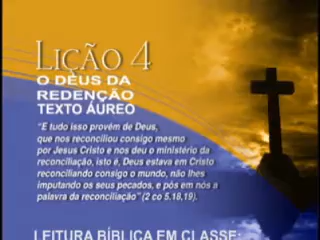 LIÇÃO 4
O DEUS DA
REDENÇÃO
TEXTO ÁUREO
"E tudo isso provém de Deus,
que nos reconciliou consigo mesmo
por Jesus Cristo e nos deu o ministério da
reconciliação, isto é, Deus estava em Cristo
reconciliando consigo o mundo, não lhes
imputando os seus pecados, e pôs em nós a
palavra da reconciliação" (2 co 5.18,19).
LEITURA BÍBLICA EM CLASSE: